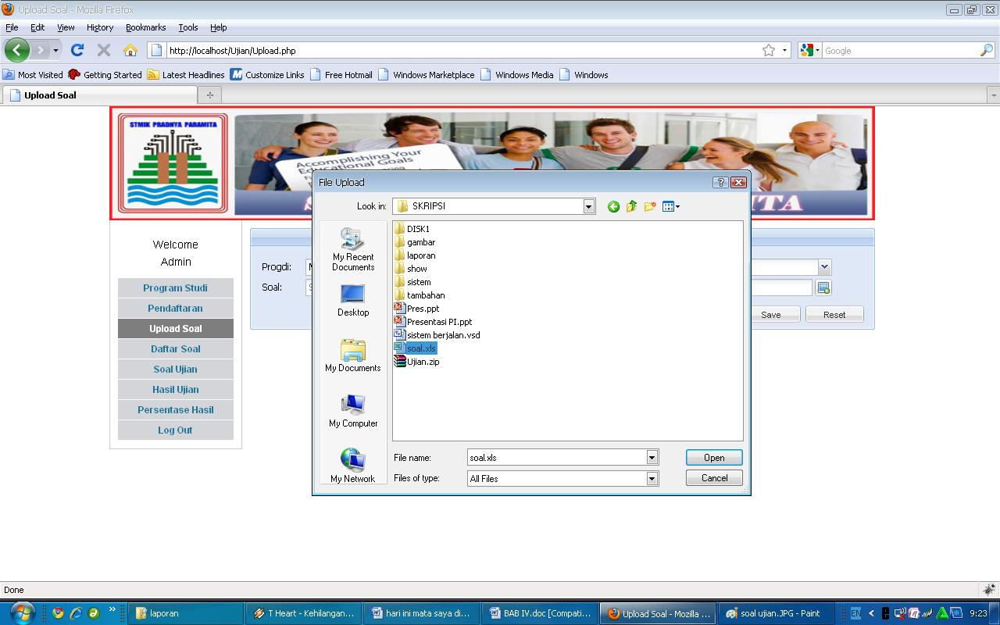 Upload Soal - Mozilla Firefox
File Edit View History Bookmarks Tools Help
http://localhost/Ujian/Upload.php
Google
Most Visited Getting Started Latest Headlines Customize Links Free Hotmail Windows Marketplace Windows Media Windows
Upload Soal
STMIK PRADNYA PARAMITA
Accomplishing Your
Educational Goals
Welcome
Admin
Program Studi
Pendaftaran
Upload Soal
Daftar Soal
Soal Ujian
Hasil Ujian
Persentase Hasil
Log Out
Progdi:
Soal:
Save Reset
File Upload
Look in: SKRIPSI
My Recent
Documents
Desktop
My Documents
My Computer
My Network
DISK1
gambar
laporan
show
sistem
tambahan
Pres.ppt
Presentasi PI.ppt
sistem berjalan.vsd
soal.xls
Ujian.zip
File name: soal.xls Open
Files of type: All Files Cancel
Done
laporan T Heart - Kehilangan... hari ini mata saya di... BAB IV.doc [Compati... Upload Soal - Mozilla ... soal ujian.JPG - Paint EN 9:23